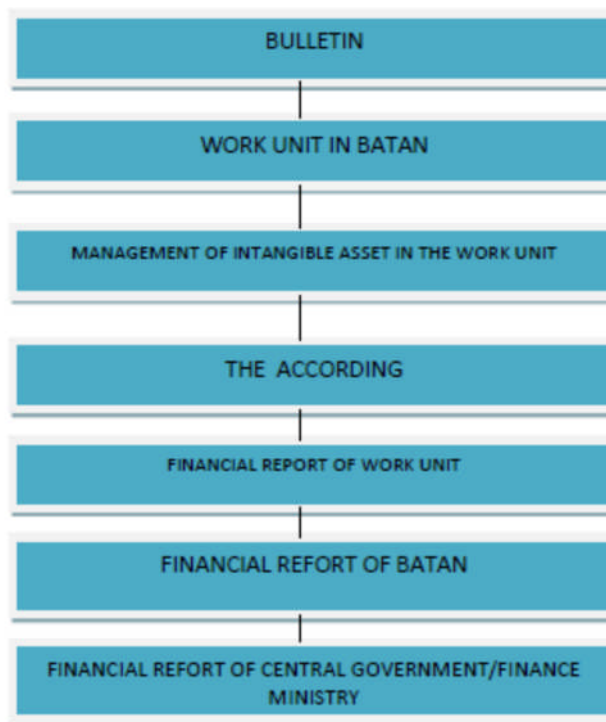 BULLETIN
WORK UNIT IN BATAN
MANAGEMENT OF INTANGIBLE ASSET IN THE WORK UNIT
THE ACCORDING
FINANCIAL REPORT OF WORK UNIT
FINANCIAL REFORT OF BATAN
FINANCIAL REFORT OF CENTRAL GOVERNMENT/FINANCE
MINISTRY